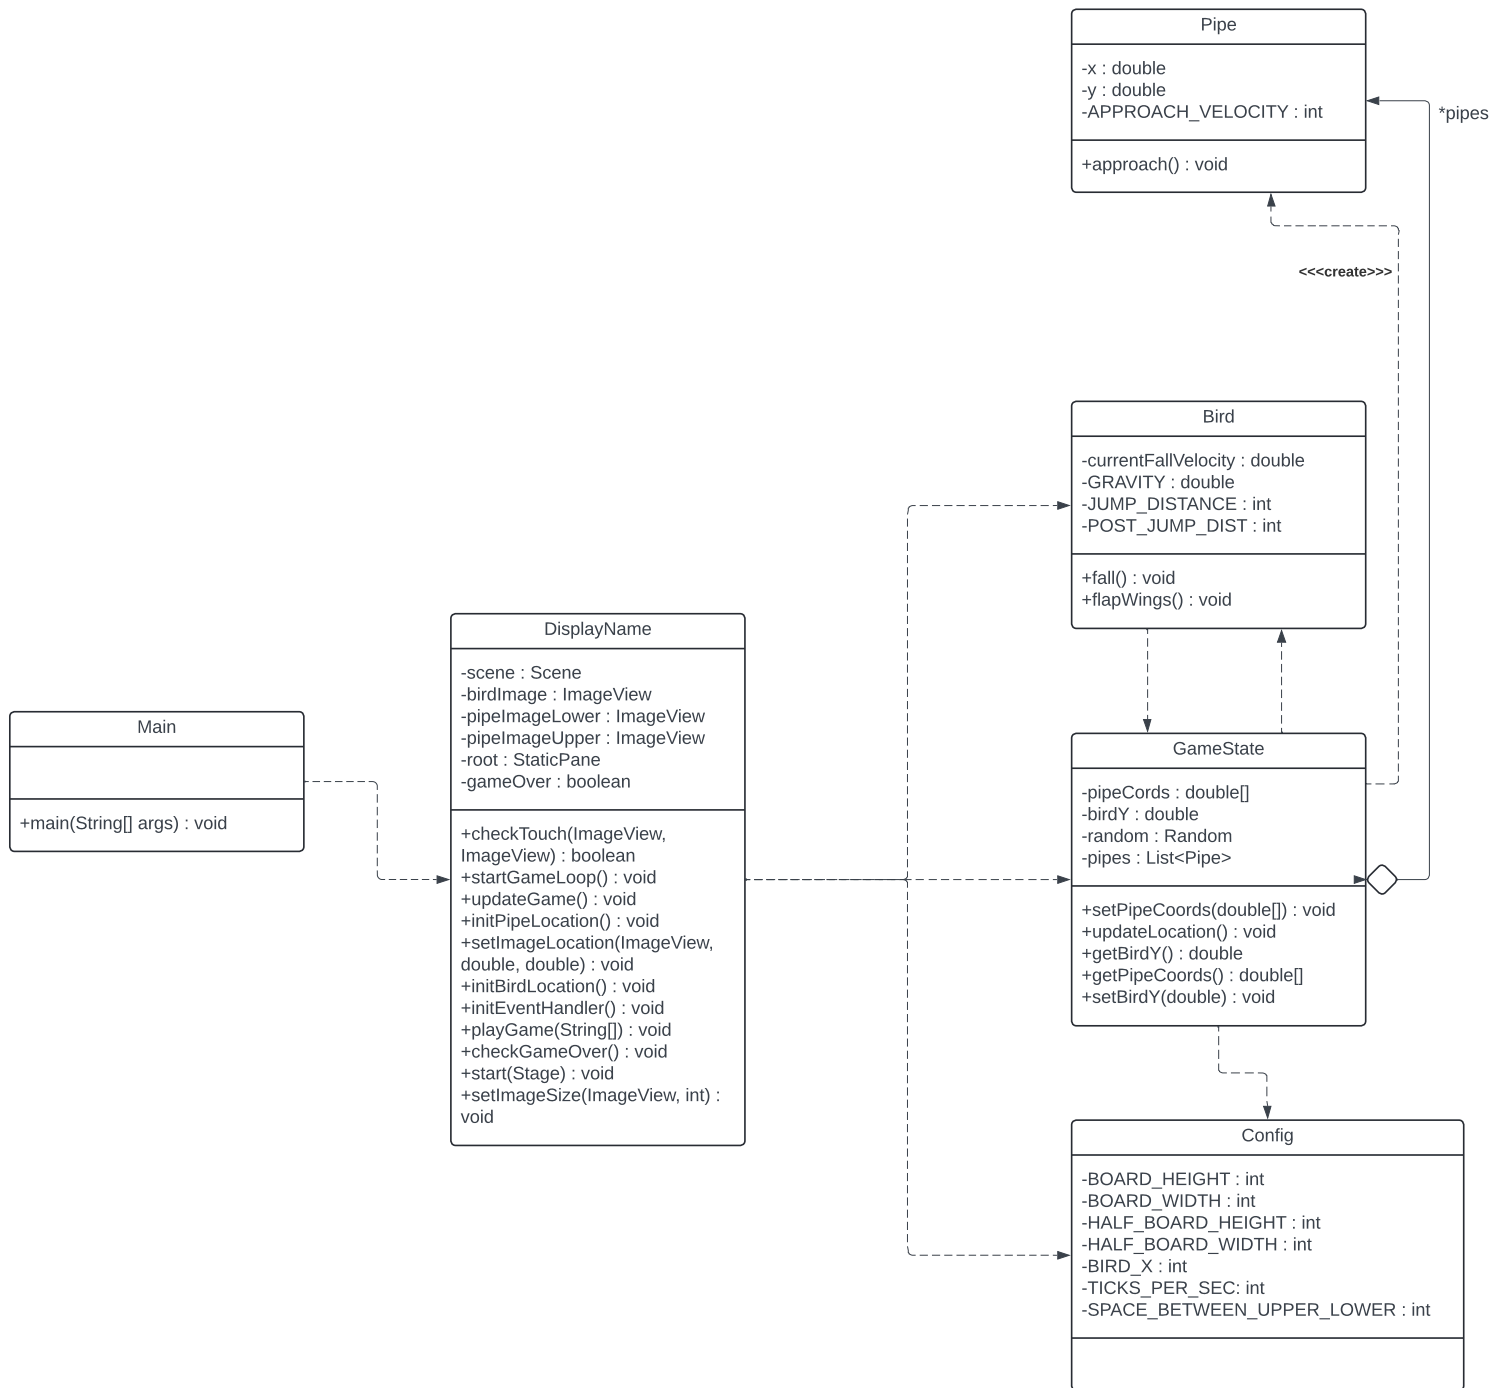 Pipe
-x : double
-y : double
-APPROACH_VELOCITY : int
+approach() : void
*pipes
<<<create>>>
Bird
-currentFallVelocity : double
-GRAVITY : double
-JUMP_DISTANCE : int
-POST_JUMP_DIST : int
+fall() : void
+flapWings() : void
DisplayName
-scene : Scene
-birdImage : ImageView
-pipeImageLower : ImageView
-pipeImageUpper : ImageView
-root : StaticPane
-gameOver : boolean
+checkTouch(ImageView,
ImageView) : boolean
+startGameLoop() : void
+updateGame() : void
+initPipeLocation() : void
+setImageLocation(ImageView,
double, double) : void
+initBirdLocation() : void
+initEventHandler() : void
+playGame(String[]) : void
+checkGameOver() : void
+start(Stage) : void
+setImageSize(ImageView, int) :
void
Main
+main(String[] args) : void
GameState
-pipeCords : double[]
-birdY : double
-random : Random
-pipes : List<Pipe>
+setPipeCoords(double[]) : void
+updateLocation() : void
+getBirdY() : double
+getPipeCoords() : double[]
+setBirdY(double) : void
Config
-BOARD_HEIGHT : int
-BOARD_WIDTH : int
-HALF_BOARD_HEIGHT : int
-HALF_BOARD_WIDTH : int
-BIRD_X : int
-TICKS_PER_SEC: int
-SPACE_BETWEEN_UPPER_LOWER : int